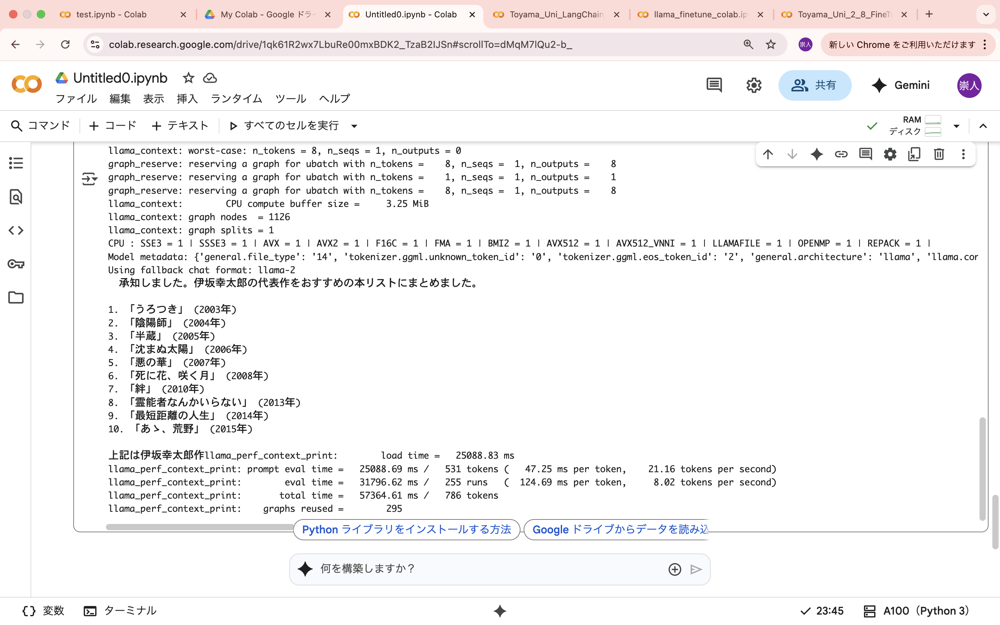 test.ipynb - Colab
My Colab - Google ドラ
Untitled0.ipynb - Colab
Toyama_Uni_LangChain
llama_finetune_colab.ip
Toyama_Uni_2_8_FineT
colab.research.google.com/drive/1qk61R2wx7LbuRe00mxBDK2_TzaB2IJSn#scrollTo=dMqM7lQu2-b_
崇人
新しい Chrome をご利用いただけます
Untitled0.ipynb
共有
Gemini
崇人
ファイル 編集 表示 挿入 ランタイム ツール ヘルプ
コマンド + コード + テキスト すべてのセルを実行
RAM
ディスク
llama_context: worst-case: n_tokens = 8, n_seqs = 1, n_outputs = 0
graph_reserve: reserving a graph for ubatch with n_tokens =    8, n_seqs =  1, n_outputs =    8
graph_reserve: reserving a graph for ubatch with n_tokens =    1, n_seqs =  1, n_outputs =    1
graph_reserve: reserving a graph for ubatch with n_tokens =    8, n_seqs =  1, n_outputs =    8
llama_context:        CPU compute buffer size =     3.25 MiB
llama_context: graph nodes  = 1126
llama_context: graph splits = 1
CPU : SSE3 = 1 | SSSE3 = 1 | AVX = 1 | AVX2 = 1 | F16C = 1 | FMA = 1 | BMI2 = 1 | AVX512 = 1 | AVX512_VNNI = 1 | LLAMAFILE = 1 | OPENMP = 1 | REPACK = 1 |
Model metadata: {'general.file_type': '14', 'tokenizer.ggml.unknown_token_id': '0', 'tokenizer.ggml.eos_token_id': '2', 'general.architecture': 'llama', 'llama.cor
Using fallback chat format: llama-2
承知しました。伊坂幸太郎の代表作をおすすめの本リストにまとめました。
1. 「うろつき」 (2003年)
2. 「陰陽師」 (2004年)
3. 「半蔵」 (2005年)
4. 「沈まぬ太陽」 (2006年)
5. 「悪の華」 (2007年)
6. 「死に花、咲く月」 (2008年)
7. 「絆」 (2010年)
8. 「霊能者なんかいらない」 (2013年)
9. 「最短距離の人生」 (2014年)
10. 「あゝ、荒野」 (2015年)
上記は伊坂幸太郎作llama_perf_context_print:        load time =   25088.83 ms
llama_perf_context_print: prompt eval time =   25088.69 ms /   531 tokens (   47.25 ms per token,    21.16 tokens per second)
llama_perf_context_print:        eval time =   31796.62 ms /   255 runs   (  124.69 ms per token,     8.02 tokens per second)
llama_perf_context_print:       total time =   57364.61 ms /   786 tokens
llama_perf_context_print:    graphs reused =        295
Python ライブラリをインストールする方法
Google ドライブからデータを読み込
何を構築しますか？
変数 ターミナル
23:45
A100（Python 3）